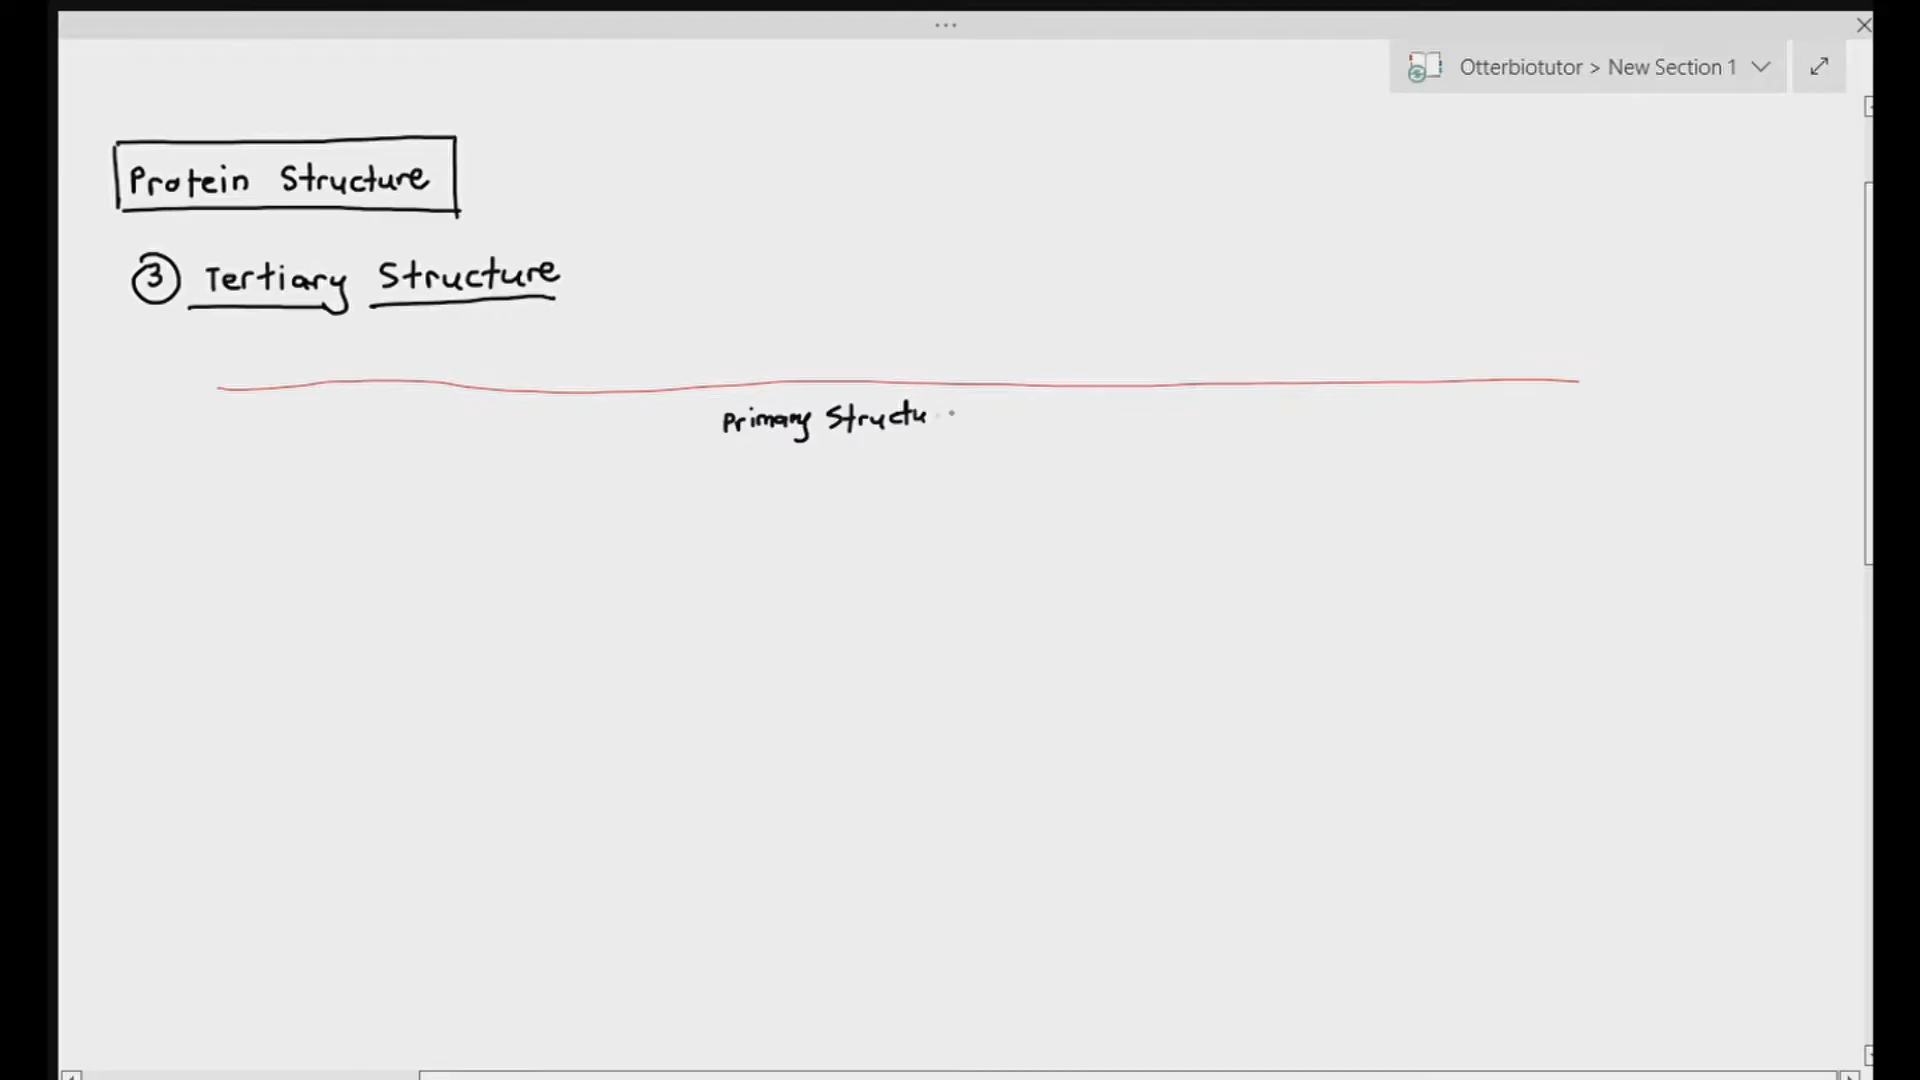 Otterbiotutor > New Section 1
Protein Structure
③ Tertiary Structure
Primary Structu